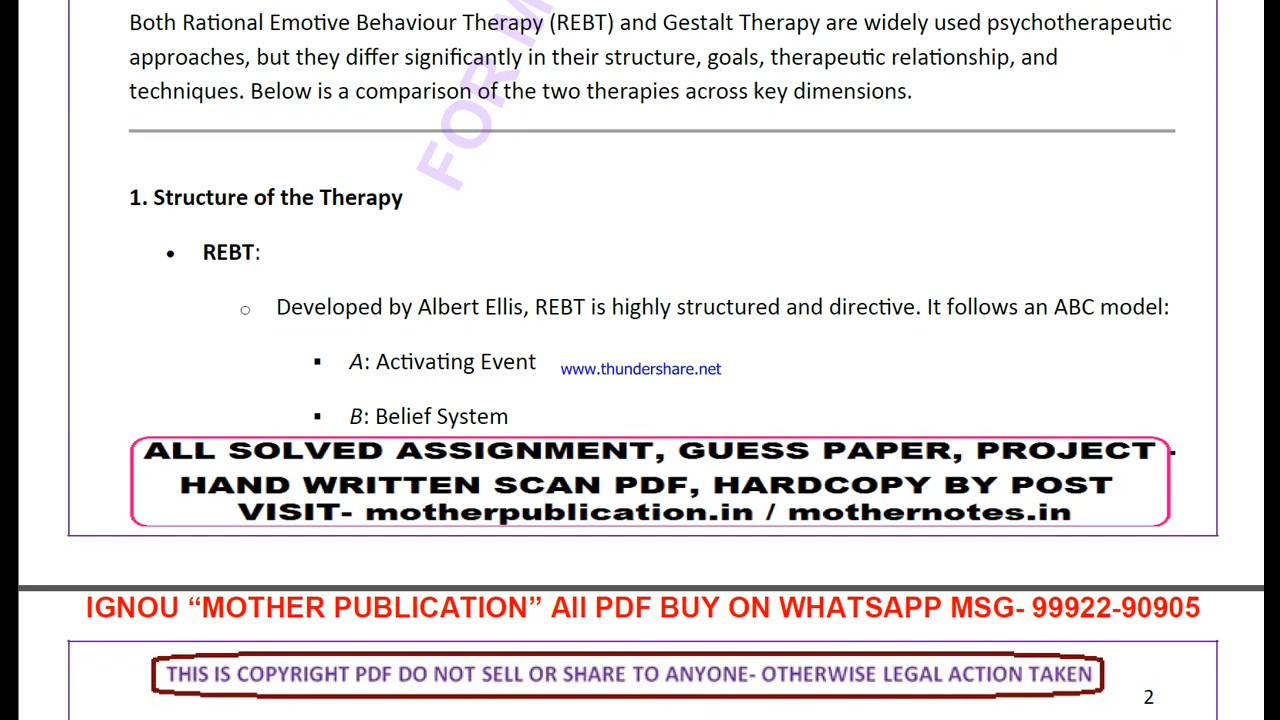 Both Rational Emotive Behaviour Therapy (REBT) and Gestalt Therapy are widely used psychotherapeutic
approaches, but they differ significantly in their structure, goals, therapeutic relationship, and
techniques. Below is a comparison of the two therapies across key dimensions.
FOR M
1. Structure of the Therapy
• REBT:
o Developed by Albert Ellis, REBT is highly structured and directive. It follows an ABC model:
▪ A: Activating Event
www.thundershare.net
▪ B: Belief System
ALL SOLVED ASSIGNMENT, GUESS PAPER, PROJECT -
HAND WRITTEN SCAN PDF, HARDCOPY BY POST
VISIT- motherpublication.in / mothernotes.in
IGNOU “MOTHER PUBLICATION” All PDF BUY ON WHATSAPP MSG- 99922-90905
THIS IS COPYRIGHT PDF DO NOT SELL OR SHARE TO ANYONE- OTHERWISE LEGAL ACTION TAKEN
2